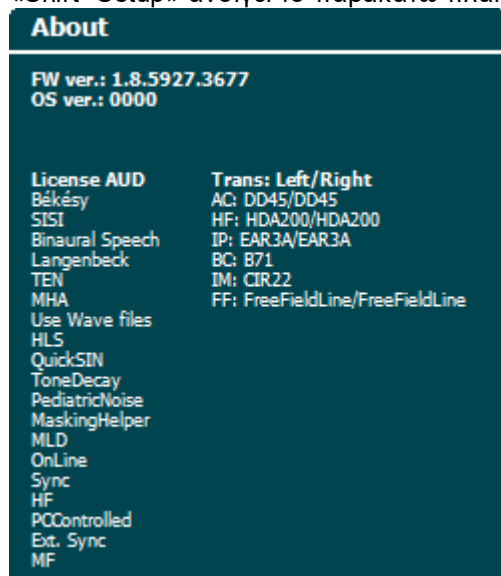 About
FW ver.: 1.8.5927.3677
OS ver.: 0000
License AUD
Békésy
SISI
Binaural Speech
Langenbeck
TEN
MHA
Use Wave files
HLS
QuickSIN
ToneDecay
PediatricNoise
MaskingHelper
MLD
OnLine
Sync
HF
PCControlled
Ext. Sync
MF
Trans: Left/Right
AC: DD45/DD45
HF: HDA200/HDA200
IP: EAR3A/EAR3A
BC: B71
IM: CIR22
FF: FreeFieldLine/FreeFieldLine